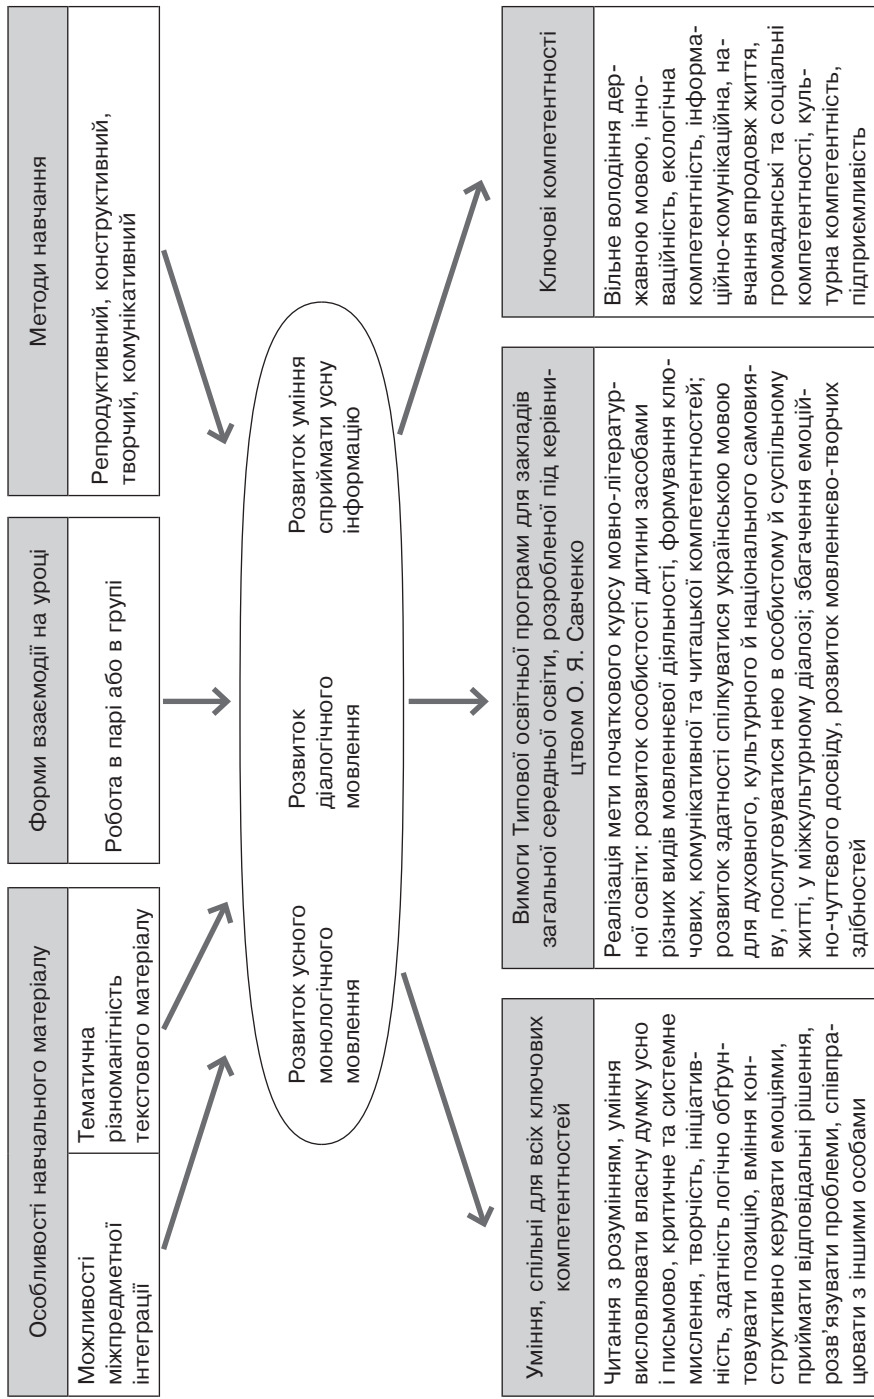 Особливості навчального матеріалу
Можливості
міжпредметної
інтеграції
Тематична
різноманітність
текстового матеріалу
Форми взаємодії на уроці
Робота в парі або в групі
Методи навчання
Репродуктивний, конструктивний,
творчий, комунікативний
Розвиток усного
монологічного
мовлення
Розвиток
діалогічного
мовлення
Розвиток уміння
сприймати усну
інформацію
Уміння, спільні для всіх ключових
компетентностей
Читання з розумінням, уміння
висловлювати власну думку усно
і письмово, критичне та системне
мислення, творчість, ініціатив-
ність, здатність логічно обґрун-
товувати позицію, вміння кон-
структивно керувати емоціями,
приймати відповідальні рішення,
розв’язувати проблеми, співпра-
цювати з іншими особами
Вимоги Типової освітньої програми для закладів
загальної середньої освіти, розробленої під керівни-
цтвом О. Я. Савченко
Реалізація мети початкового курсу мовно-літератур-
ної освіти: розвиток особистості дитини засобами
різних видів мовленнєвої діяльності, формування клю-
чових, комунікативної та читацької компетентностей;
розвиток здатності спілкуватися українською мовою
для духовного, культурного й національного самовия-
ву, послуговуватися нею в особистому й суспільному
житті, у міжкультурному діалозі; збагачення емоцій-
но-чуттєвого досвіду, розвиток мовленнєво-творчих
здібностей
Ключові компетентності
Вільне володіння дер-
жавною мовою, інно-
ваційність, екологічна
компетентність, інформа-
ційно-комунікаційна, на-
вчання впродовж життя,
громадянські та соціальні
компетентності, куль-
турна компетентність,
підприємливість